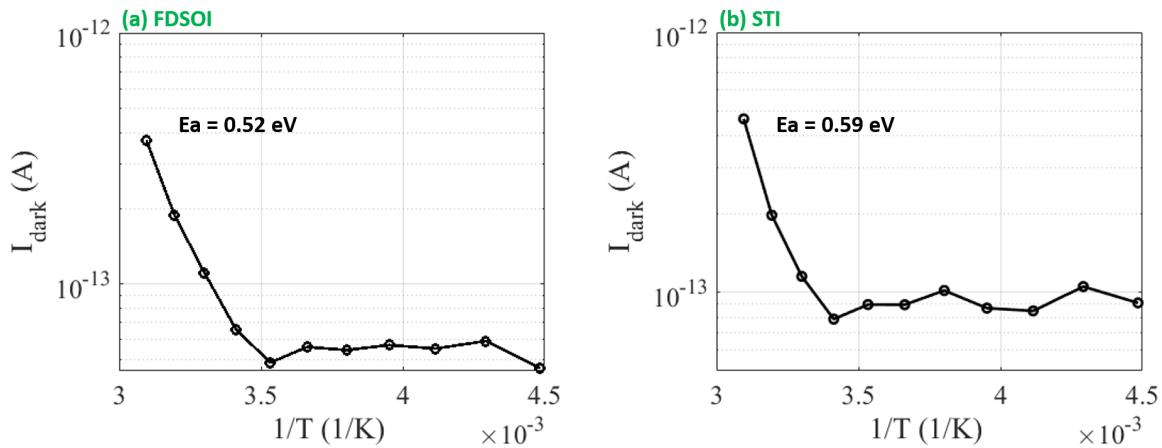 (a) FDSOI
10⁻¹²
Ea = 0.52 eV
I_dark (A)
10⁻¹³
3
3.5
4
4.5
1/T (1/K)
×10⁻³
(b) STI
10⁻¹²
Ea = 0.59 eV
I_dark (A)
10⁻¹³
3
3.5
4
4.5
1/T (1/K)
×10⁻³